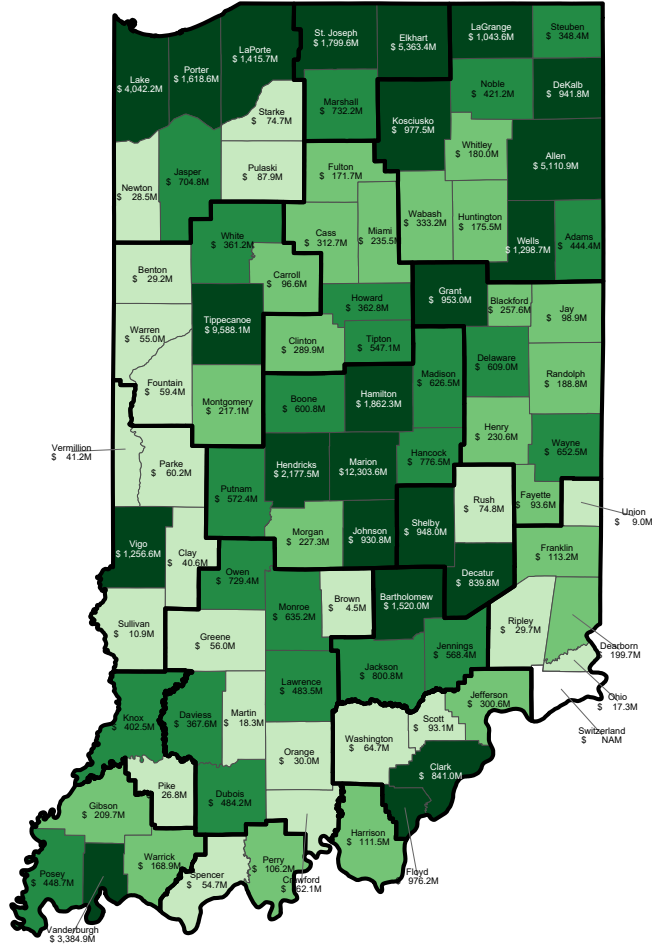 St. Joseph
$ 1,799.6M
Elkhart
$ 5,363.4M
LaGrange
$ 1,043.6M
Steuben
$ 348.4M
LaPorte
$ 1,415.7M
Porter
$ 1,618.6M
Lake
$ 4,042.2M
Noble
$ 421.2M
DeKalb
$ 941.8M
Marshall
$ 732.2M
Starke
$ 74.7M
Kosciusko
$ 977.5M
Whitley
$ 180.0M
Allen
$ 5,110.9M
Jasper
$ 704.8M
Pulaski
$ 87.9M
Fulton
$ 171.7M
Newton
$ 28.5M
Wabash
$ 333.2M
Huntington
$ 175.5M
White
$ 361.2M
Cass
$ 312.7M
Miami
$ 235.5M
Wells
$ 1,298.7M
Adams
$ 444.4M
Benton
$ 29.2M
Carroll
$ 96.6M
Grant
$ 953.0M
Blackford
$ 257.6M
Jay
$ 98.9M
Howard
$ 362.8M
Tippecanoe
$ 9,588.1M
Warren
$ 55.0M
Clinton
$ 289.9M
Tipton
$ 547.1M
Delaware
$ 609.0M
Randolph
$ 188.8M
Madison
$ 626.5M
Fountain
$ 59.4M
Montgomery
$ 217.1M
Boone
$ 600.8M
Hamilton
$ 1,862.3M
Henry
$ 230.6M
Wayne
$ 652.5M
Vermillion
$ 41.2M
Parke
$ 60.2M
Hendricks
$ 2,177.5M
Marion
$12,303.6M
Hancock
$ 776.5M
Putnam
$ 572.4M
Rush
$ 74.8M
Fayette
$ 93.6M
Union
$ 9.0M
Vigo
$ 1,256.6M
Morgan
$ 227.3M
Johnson
$ 930.8M
Shelby
$ 948.0M
Clay
$ 40.6M
Franklin
$ 113.2M
Owen
$ 729.4M
Decatur
$ 839.8M
Monroe
$ 635.2M
Brown
$ 4.5M
Bartholomew
$ 1,520.0M
Sullivan
$ 10.9M
Greene
$ 56.0M
Ripley
$ 29.7M
Dearborn
$ 199.7M
Jennings
$ 568.4M
Jackson
$ 800.8M
Lawrence
$ 483.5M
Jefferson
$ 300.6M
Ohio
$ 17.3M
Knox
$ 402.5M
Daviess
$ 367.6M
Martin
$ 18.3M
Scott
$ 93.1M
Switzerland
$ NAM
Washington
$ 64.7M
Orange
$ 30.0M
Clark
$ 841.0M
Pike
$ 26.8M
Dubois
$ 484.2M
Gibson
$ 209.7M
Harrison
$ 111.5M
Warrick
$ 168.9M
Perry
$ 106.2M
Posey
$ 448.7M
Spencer
$ 54.7M
Crawford
$ 62.1M
Floyd
$ 976.2M
Vanderburgh
$ 3,384.9M